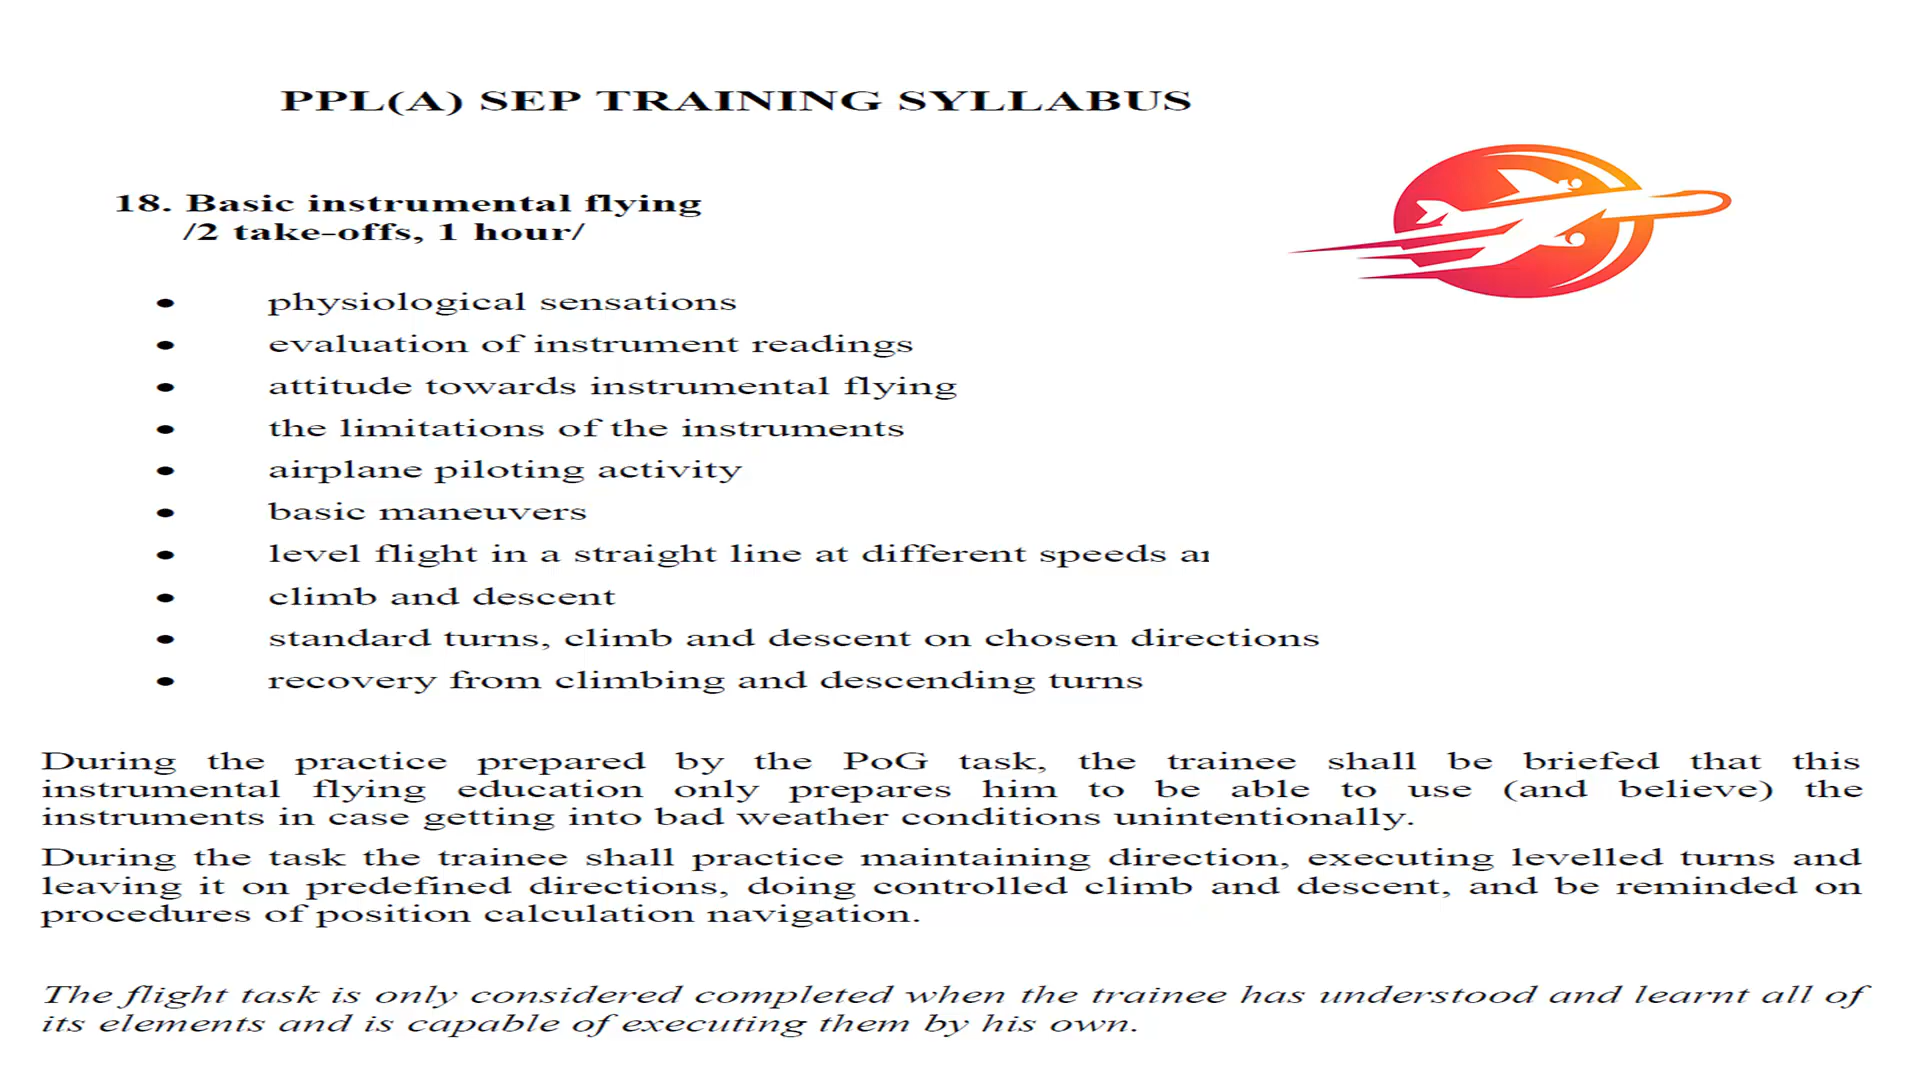 PPL(A) SEP TRAINING SYLLABUS
18. Basic instrumental flying
/2 take-offs, 1 hour/
• physiological sensations
• evaluation of instrument readings
• attitude towards instrumental flying
• the limitations of the instruments
• airplane piloting activity
• basic maneuvers
• level flight in a straight line at different speeds
• climb and descent
• standard turns, climb and descent on chosen directions
• recovery from climbing and descending turns
During the practice prepared by the PoG task, the trainee shall be briefed that this
instrumental flying education only prepares him to be able to use (and believe) the
instruments in case getting into bad weather conditions unintentionally.
During the task the trainee shall practice maintaining direction, executing levelled turns and
leaving it on predefined directions, doing controlled climb and descent, and be reminded on
procedures of position calculation navigation.
The flight task is only considered completed when the trainee has understood and learnt all of
its elements and is capable of executing them by his own.